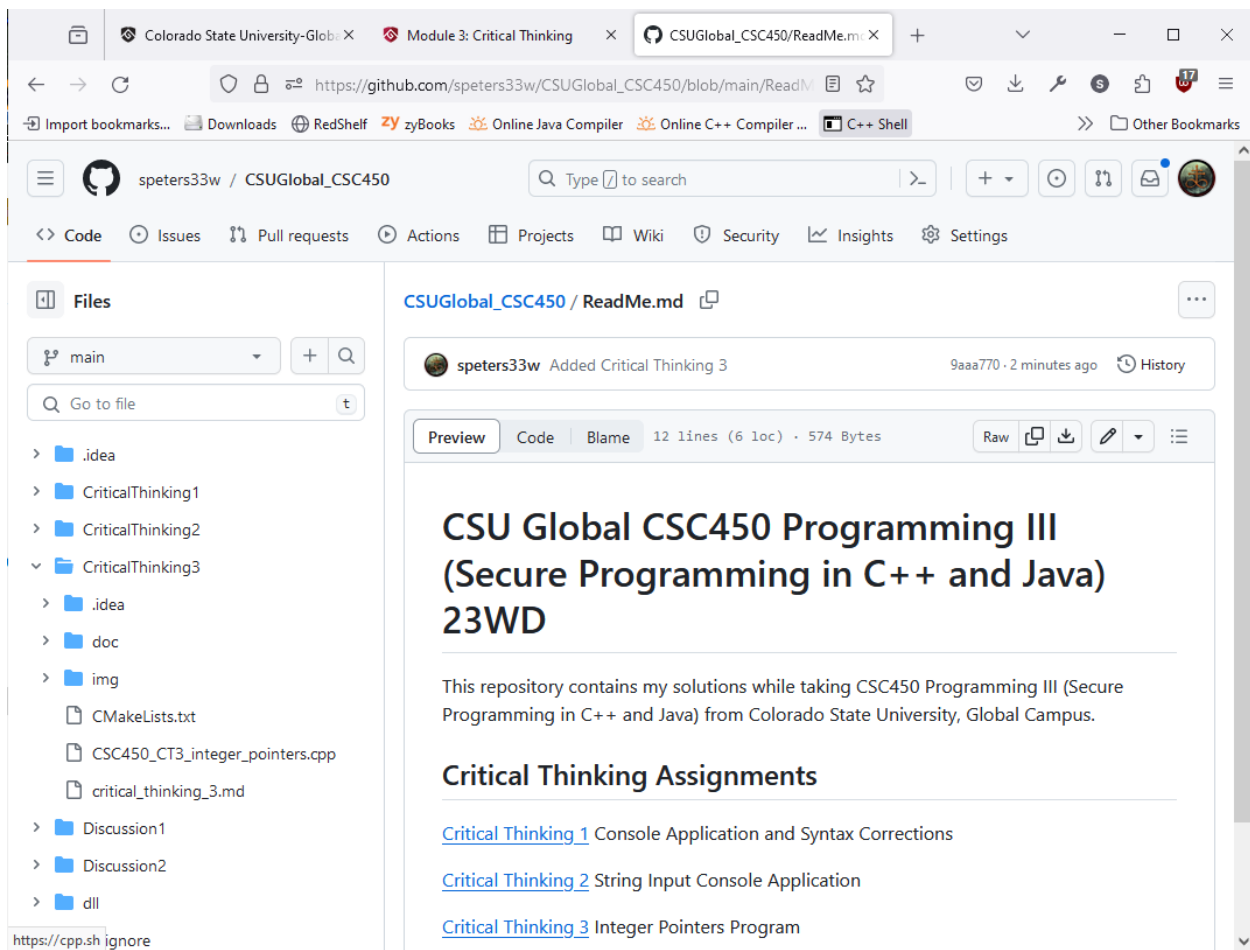 Colorado State University-Globa
Module 3: Critical Thinking
CSUGlobal_CSC450/ReadMe.m
https://github.com/speters33w/CSUGlobal_CSC450/blob/main/ReadM
S
17
Import bookmarks...
Downloads
RedShelf
zy zyBooks
Online Java Compiler
Online C++ Compiler ...
C++ Shell
Other Bookmarks
speters33w / CSUGlobal_CSC450
Type / to search
Code
Issues
Pull requests
Actions
Projects
Wiki
Security
Insights
Settings
Files
main
Go to file
t
.idea
CriticalThinking1
CriticalThinking2
CriticalThinking3
.idea
doc
img
CMakeLists.txt
CSC450_CT3_integer_pointers.cpp
critical_thinking_3.md
Discussion1
Discussion2
dll
https://cpp.sh
ignore
CSUGlobal_CSC450 / ReadMe.md
speters33w Added Critical Thinking 3
9aaa770 · 2 minutes ago
History
Preview
Code
Blame
12 lines (6 loc) · 574 Bytes
Raw
CSU Global CSC450 Programming III
(Secure Programming in C++ and Java)
23WD
This repository contains my solutions while taking CSC450 Programming III (Secure
Programming in C++ and Java) from Colorado State University, Global Campus.
Critical Thinking Assignments
Critical Thinking 1 Console Application and Syntax Corrections
Critical Thinking 2 String Input Console Application
Critical Thinking 3 Integer Pointers Program